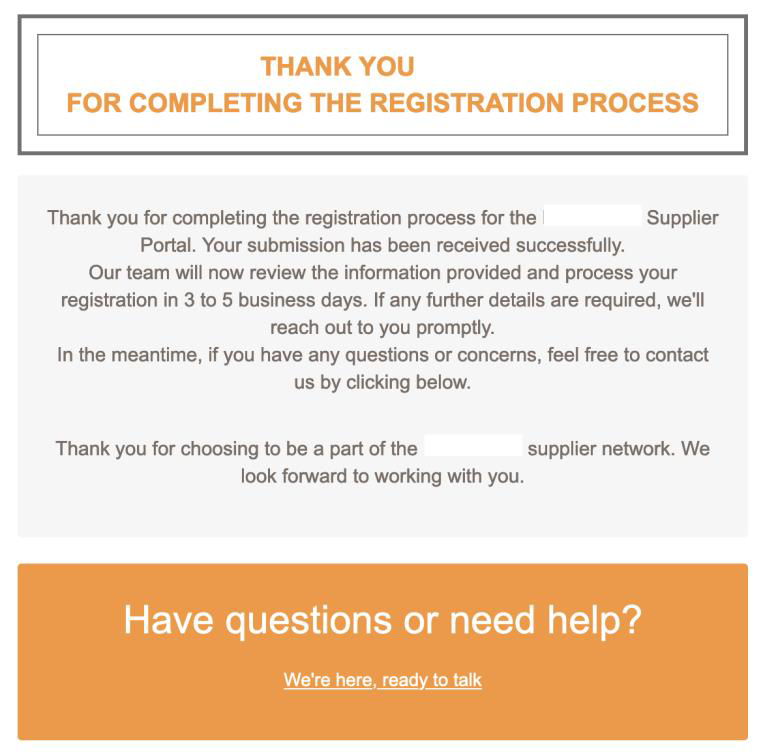 THANK YOU
FOR COMPLETING THE REGISTRATION PROCESS
Thank you for completing the registration process for the Supplier
Portal. Your submission has been received successfully.
Our team will now review the information provided and process your
registration in 3 to 5 business days. If any further details are required, we'll
reach out to you promptly.
In the meantime, if you have any questions or concerns, feel free to contact
us by clicking below.
Thank you for choosing to be a part of the supplier network. We
look forward to working with you.
Have questions or need help?
We're here, ready to talk